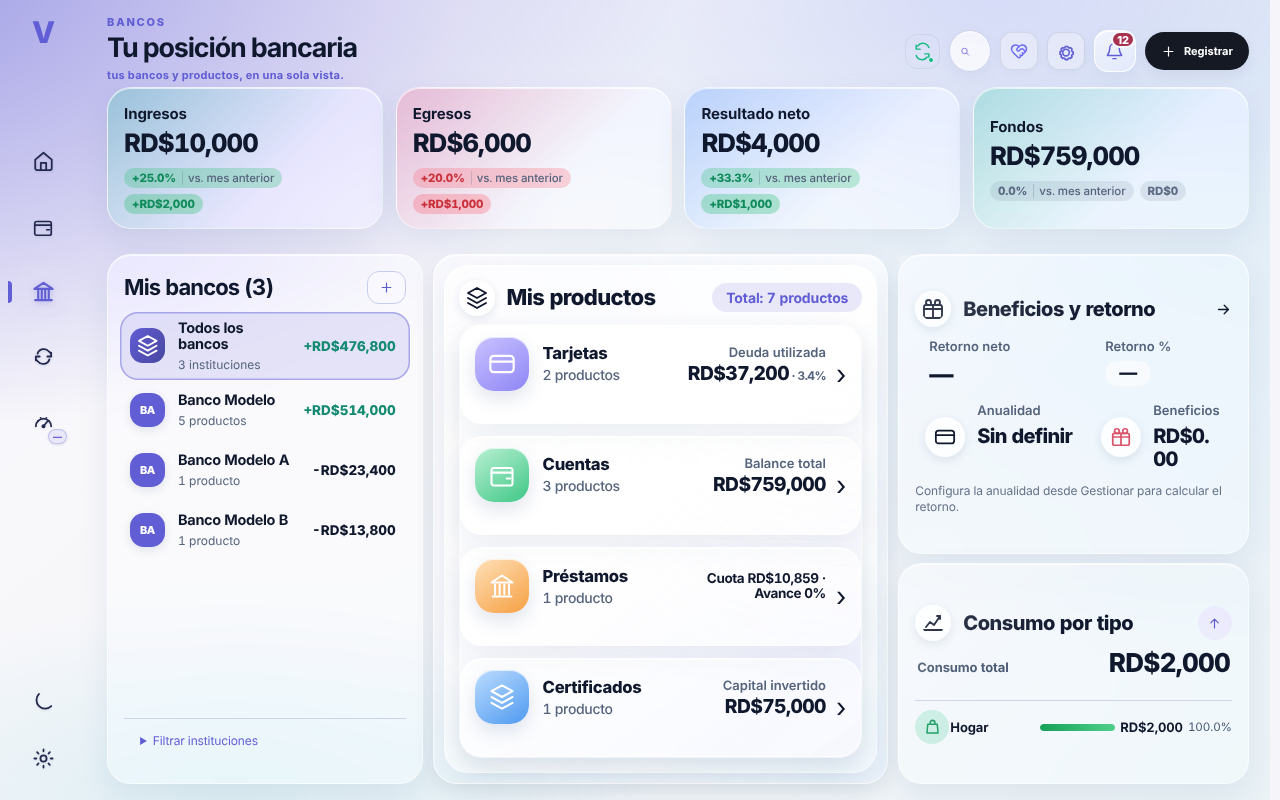 V
BANCOS
Tu posición bancaria
tus bancos y productos, en una sola vista.
12
Registrar
Ingresos
RD$10,000
+25.0% vs. mes anterior
+RD$2,000
Egresos
RD$6,000
+20.0% vs. mes anterior
+RD$1,000
Resultado neto
RD$4,000
+33.3% vs. mes anterior
+RD$1,000
Fondos
RD$759,000
0.0% vs. mes anterior RD$0
Mis bancos (3)
Todos los
bancos
3 instituciones
+RD$476,800
BA
Banco Modelo
5 productos
+RD$514,000
BA
Banco Modelo A
1 producto
-RD$23,400
BA
Banco Modelo B
1 producto
-RD$13,800
Filtrar instituciones
Mis productos
Total: 7 productos
Tarjetas
2 productos
Deuda utilizada
RD$37,200 · 3.4%
Cuentas
3 productos
Balance total
RD$759,000
Préstamos
1 producto
Cuota RD$10,859 ·
Avance 0%
Certificados
1 producto
Capital invertido
RD$75,000
Beneficios y retorno
Retorno neto
—
Retorno %
—
Anualidad
Sin definir
Beneficios
RD$0.
00
Configura la anualidad desde Gestionar para calcular el
retorno.
Consumo por tipo
Consumo total
RD$2,000
Hogar
RD$2,000 100.0%